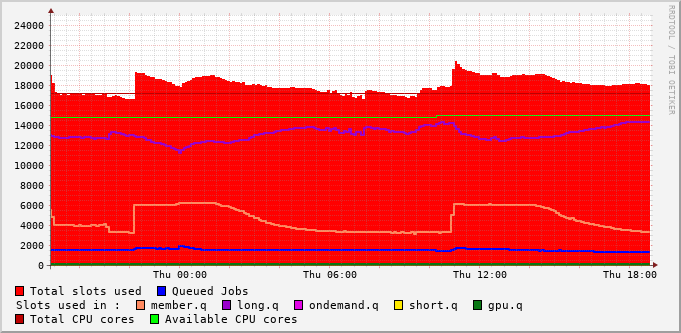 RRDTOOL / TOBI OETIKER
24000
22000
20000
18000
16000
14000
12000
10000
8000
6000
4000
2000
0
Thu 00:00 Thu 06:00 Thu 12:00 Thu 18:00
Total slots used Queued Jobs
Slots used in : member.q long.q ondemand.q short.q gpu.q
Total CPU cores Available CPU cores